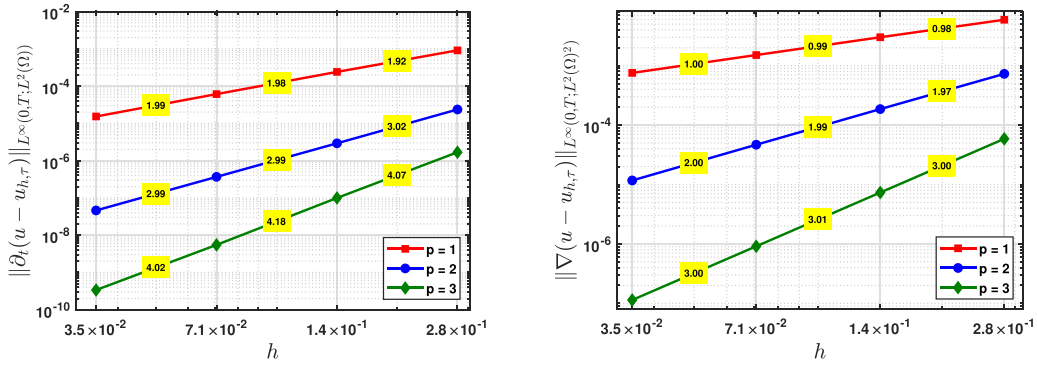 10^-2
10^-4
10^-6
10^-8
10^-10
‖∂_t(u − u_{h,τ})‖_{L^∞(0,T;L^2(Ω))}
1.99
1.98
1.92
2.99
2.99
3.02
4.02
4.18
4.07
p = 1
p = 2
p = 3
3.5 × 10^-2
7.1 × 10^-2
1.4 × 10^-1
2.8 × 10^-1
h
10^-4
10^-6
‖∇(u − u_{h,τ})‖_{L^∞(0,T;L^2(Ω)^2)}
1.00
0.99
0.98
2.00
1.99
1.97
3.00
3.01
3.00
p = 1
p = 2
p = 3
3.5 × 10^-2
7.1 × 10^-2
1.4 × 10^-1
2.8 × 10^-1
h